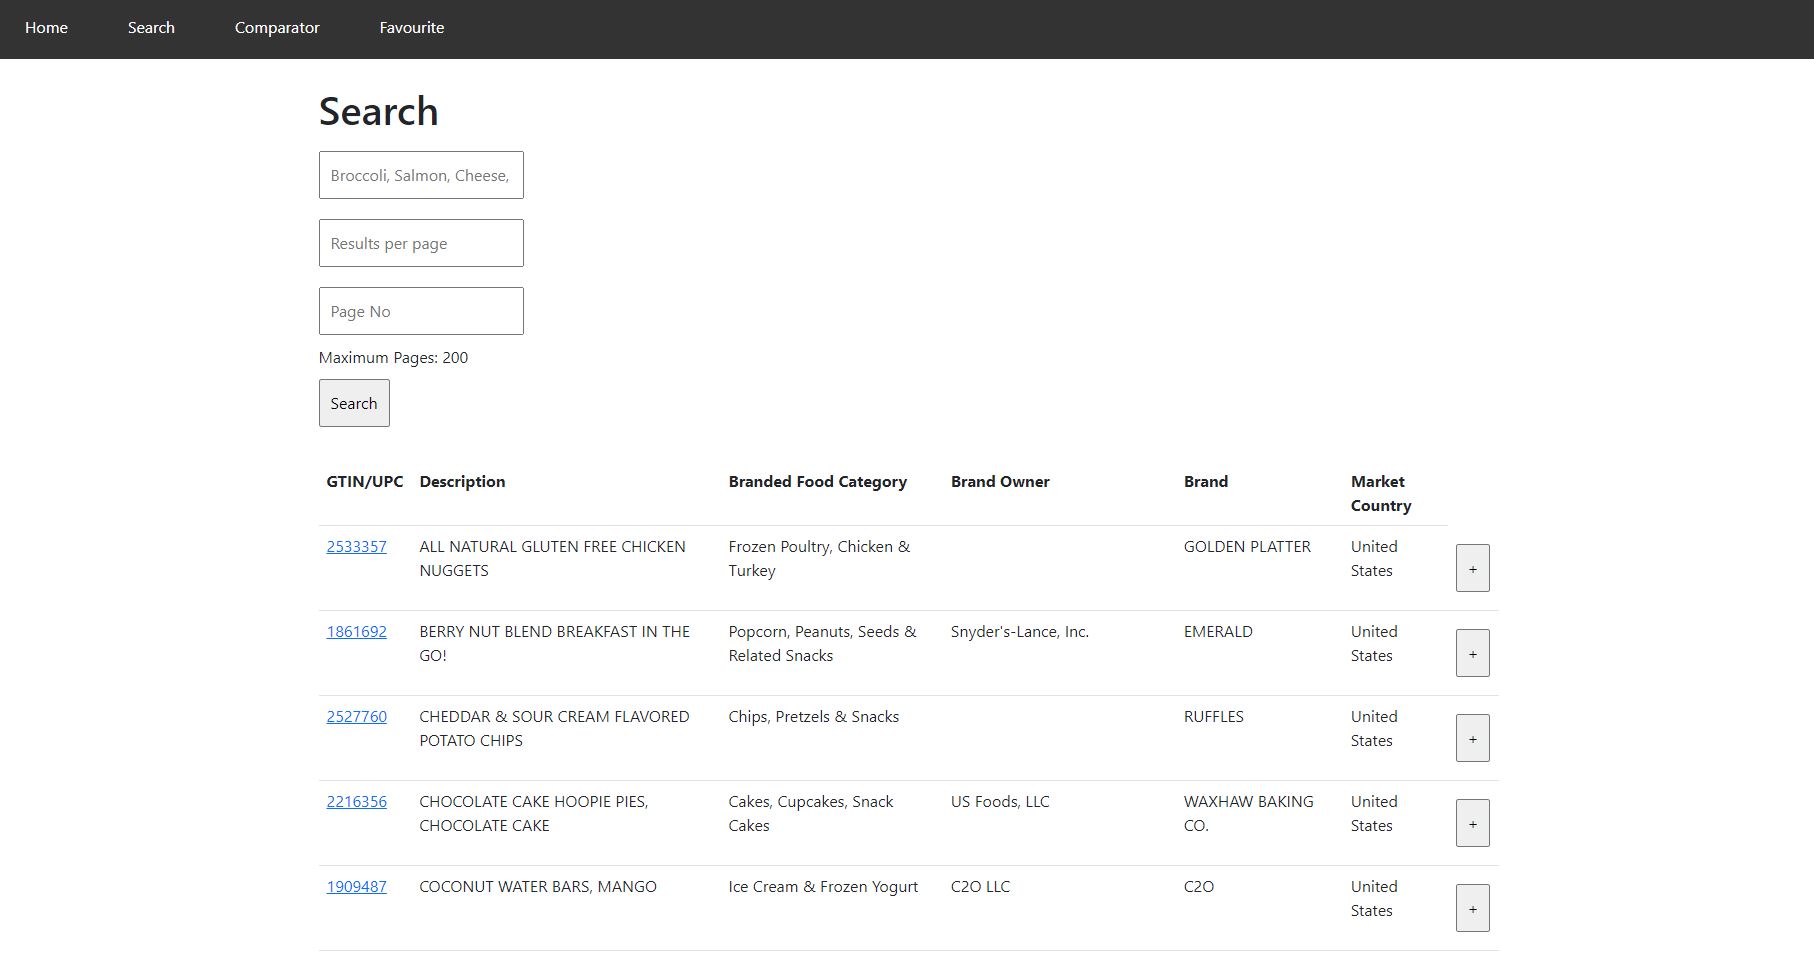 Home Search Comparator Favourite
Search
Broccoli, Salmon, Cheese,
Results per page
Page No
Maximum Pages: 200
Search
GTIN/UPC Description Branded Food Category Brand Owner Brand Market
Country
2533357 ALL NATURAL GLUTEN FREE CHICKEN Frozen Poultry, Chicken & GOLDEN PLATTER United
NUGGETS Turkey States +
1861692 BERRY NUT BLEND BREAKFAST IN THE Popcorn, Peanuts, Seeds & Snyder's-Lance, Inc. EMERALD United
GO! Related Snacks States +
2527760 CHEDDAR & SOUR CREAM FLAVORED Chips, Pretzels & Snacks RUFFLES United
POTATO CHIPS States +
2216356 CHOCOLATE CAKE HOOPIE PIES, Cakes, Cupcakes, Snack US Foods, LLC WAXHAW BAKING United
CHOCOLATE CAKE Cakes CO. States +
1909487 COCONUT WATER BARS, MANGO Ice Cream & Frozen Yogurt C2O LLC C2O United
States +